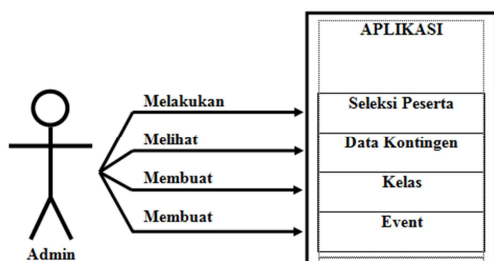 APLIKASI
Melakukan
Seleksi Peserta
Melihat
Data Kontingen
Membuat
Kelas
Membuat
Event
Admin